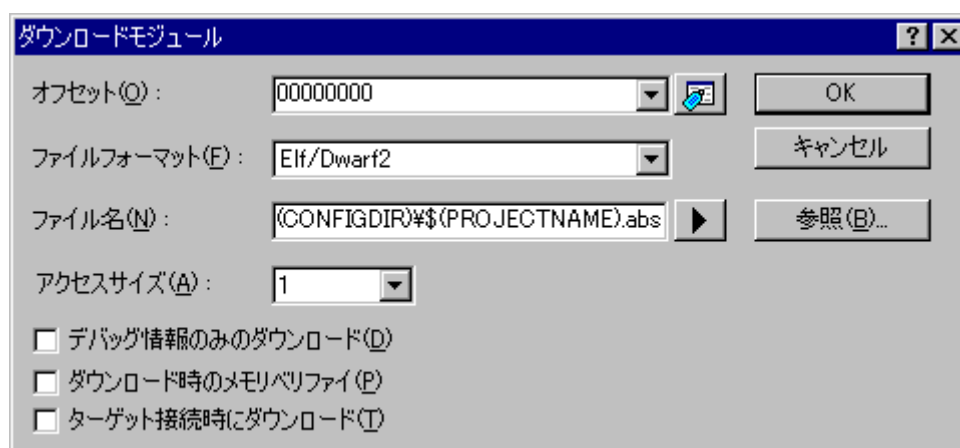 ダウンロードモジュール
オフセット(O) : 00000000 OK
ファイルフォーマット(F) : Elf/Dwarf2 キャンセル
ファイル名(N) : (CONFIGDIR)¥$(PROJECTNAME).abs 参照(B)...
アクセスサイズ(A) : 1
デバッグ情報のみのダウンロード(D)
ダウンロード時のメモリベリファイ(P)
ターゲット接続時にダウンロード(T)